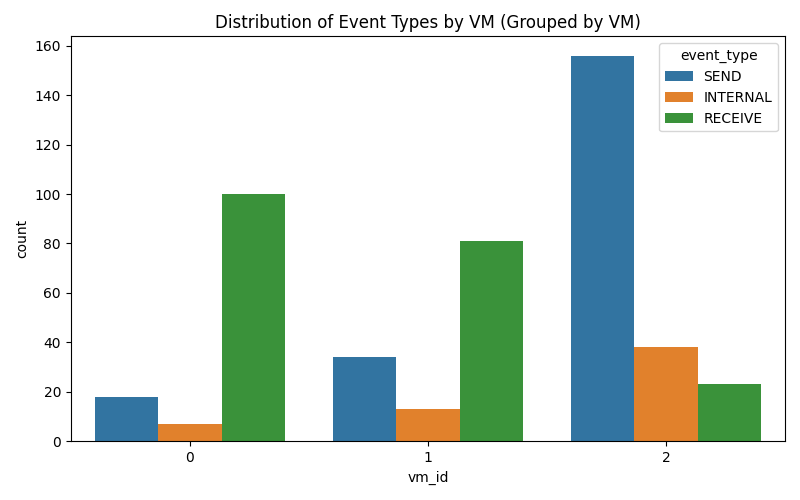 Distribution of Event Types by VM (Grouped by VM)
event_type
SEND
INTERNAL
RECEIVE
count
160
140
120
100
80
60
40
20
0
0 1 2
vm_id